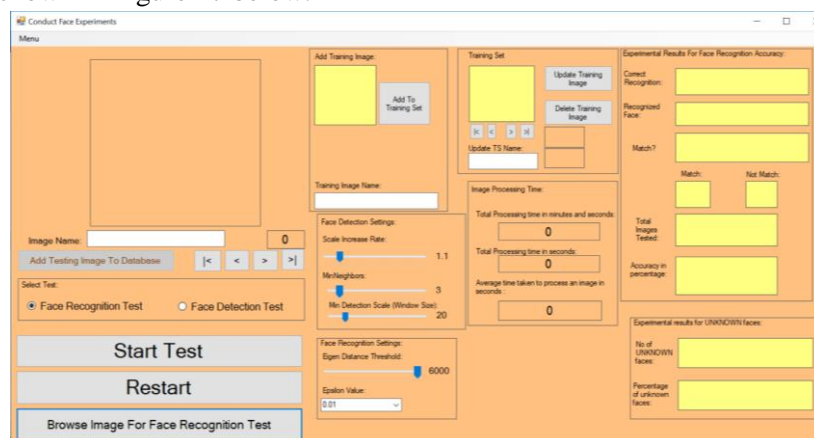 Conduct Face Experiments
Menu
Image Name:
0
Add Testing Image To Database
|<
<
>
>|
Select Test:
Face Recognition Test
Face Detection Test
Start Test
Restart
Browse Image For Face Recognition Test
Add Training Image:
Add To
Training Set
Training Image Name:
Face Detection Settings:
Scale Increase Rate:
1.1
MinNeighbors:
3
Min Detection Scale (Window Size):
20
Face Recognition Settings:
Eigen Distance Threshold:
6000
Epsilon Value:
0.01
Training Set
Update Training
Image
Delete Training
Image
|<
<
>
>|
Update TS Name:
Image Processing Time:
Total Processing time in minutes and seconds:
0
Total Processing time in seconds:
0
Average time taken to process an image in
seconds :
0
Experimental Results For Face Recognition Accuracy:
Correct
Recognition:
Recognized
Face:
Match?
Match:
Not Match:
Total
Images
Tested:
Accuracy in
percentage:
Experimental results for UNKNOWN faces:
No of
UNKNOWN
faces:
Percentage
of unknown
faces: